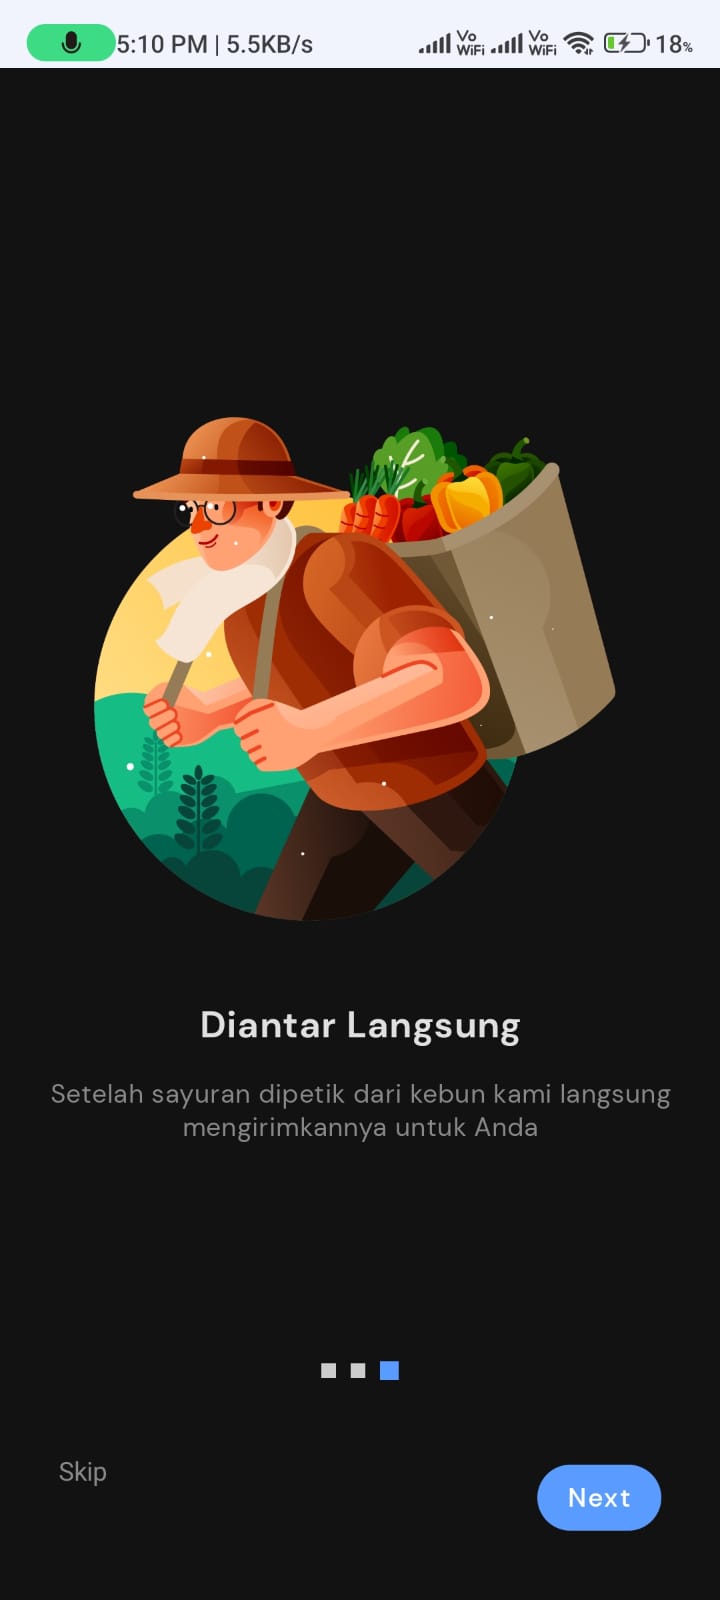 5:10 PM | 5.5KB/s Vo WiFi Vo WiFi 18%
Diantar Langsung
Setelah sayuran dipetik dari kebun kami langsung
mengirimkannya untuk Anda
Skip
Next